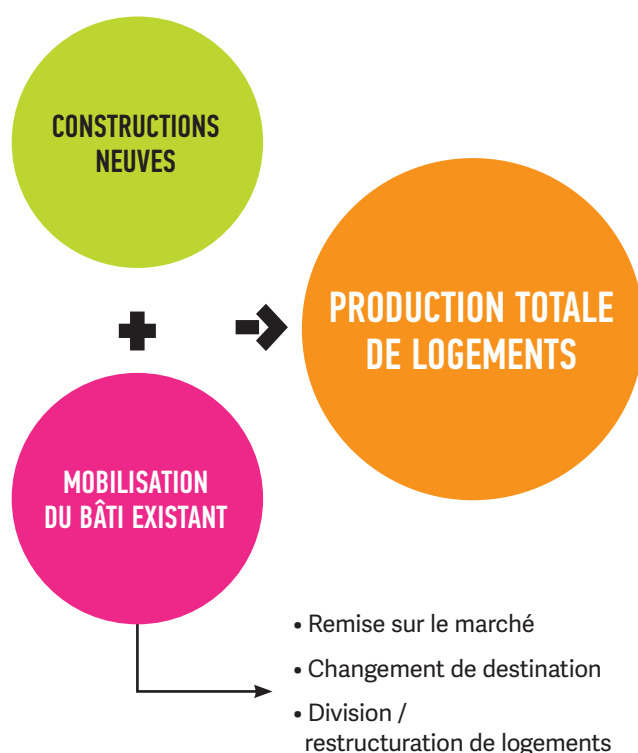 CONSTRUCTIONS
NEUVES
+
PRODUCTION TOTALE
DE LOGEMENTS
MOBILISATION
DU BÂTI EXISTANT
• Remise sur le marché
• Changement de destination
• Division /
restructuration de logements